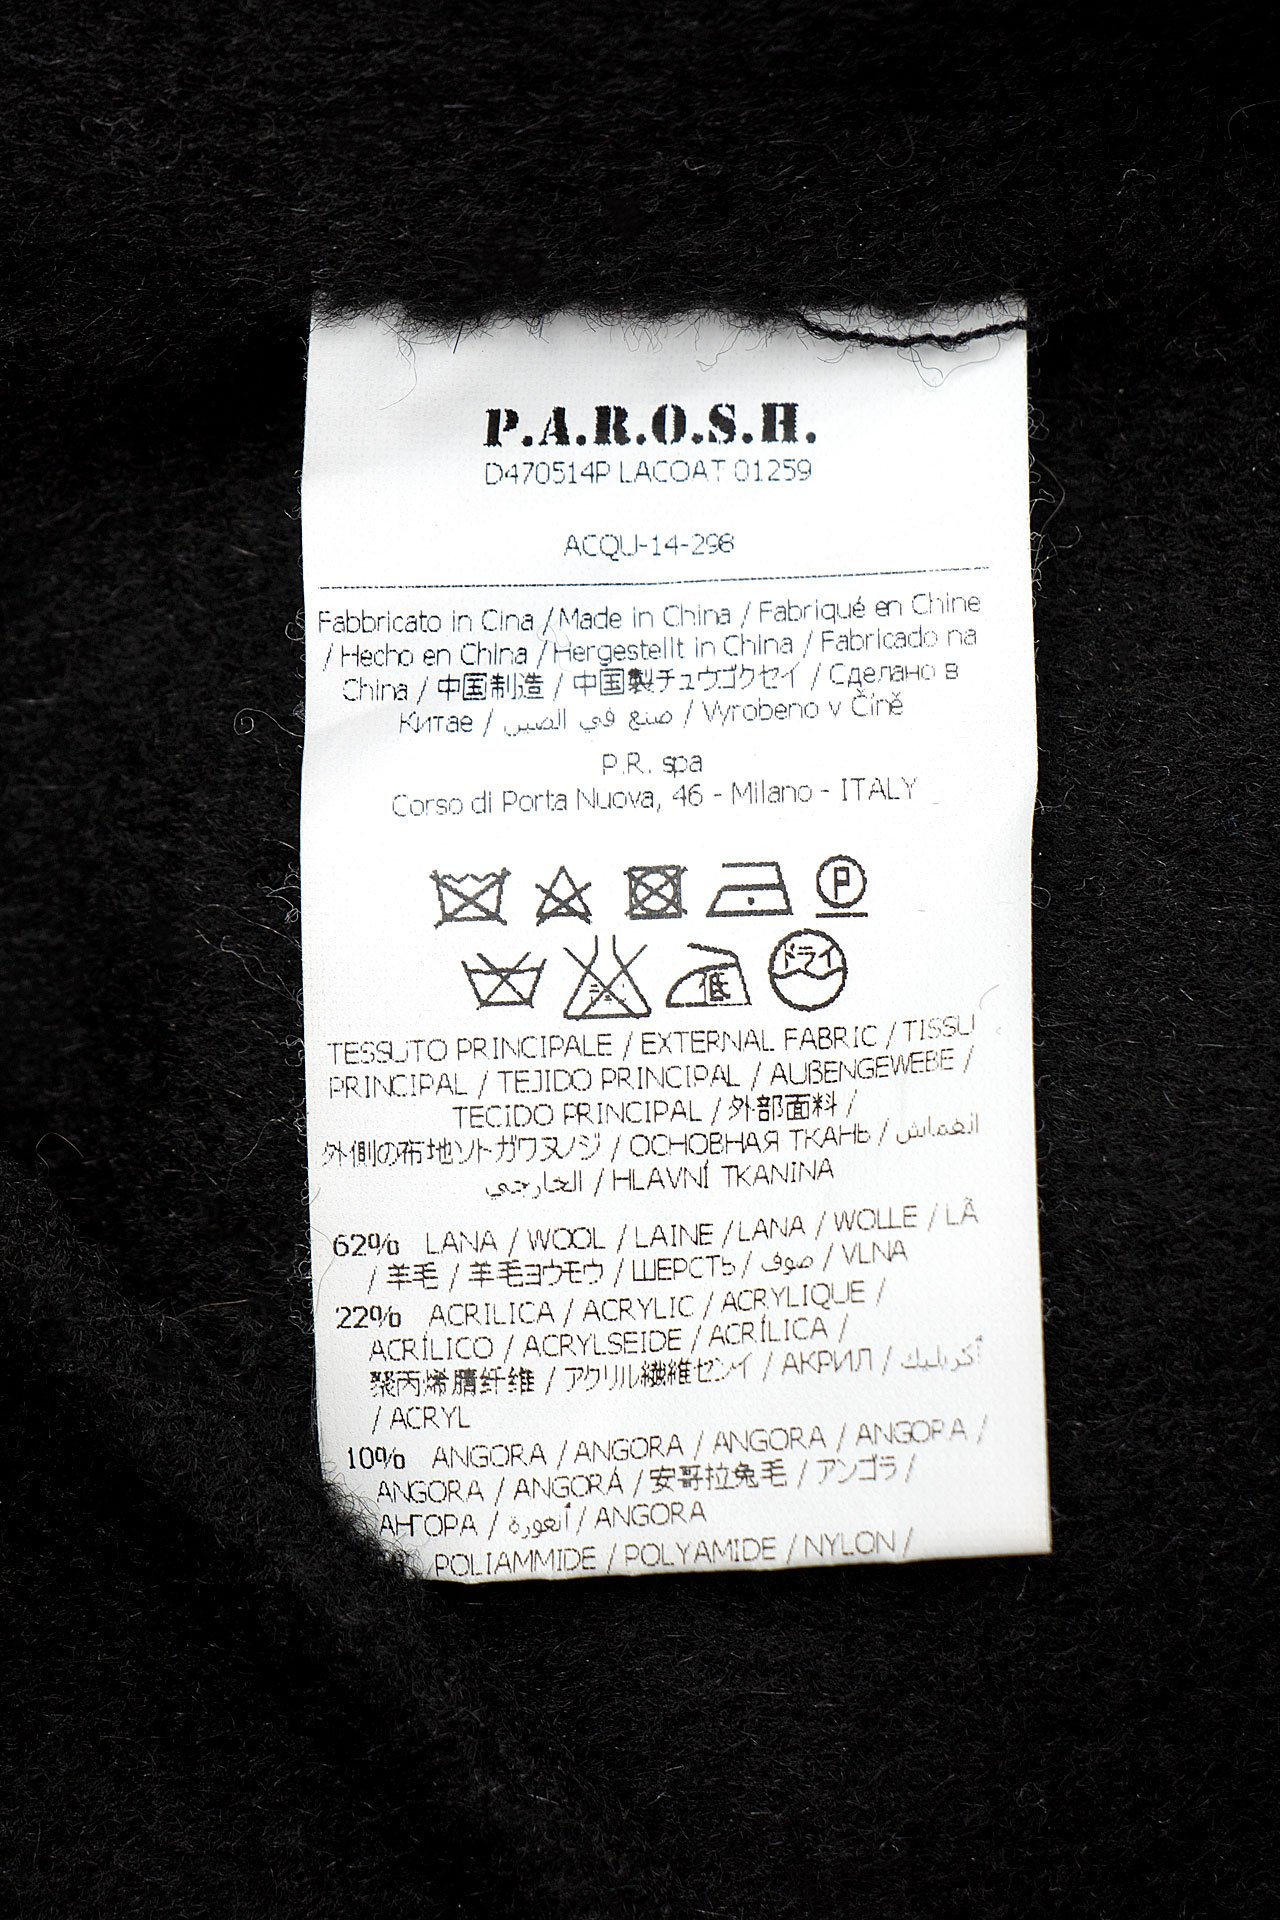 P.A.R.O.S.H.
D470514P LACOAT 01259
ACQU-14-298
Fabbricato in Cina / Made in China / Fabriqué en Chine
/ Hecho en China / Hergestellt in China / Fabricado na
China / 中国制造 / 中国製チュウゴクセイ / Сделано в
Китае / صنع في الصين / Vyrobeno v Číně
P.R. spa
Corso di Porta Nuova, 46 - Milano - ITALY
P
ドライ
低
TESSUTO PRINCIPALE / EXTERNAL FABRIC / TISSU
PRINCIPAL / TEJIDO PRINCIPAL / AUßENGEWEBE /
TECIDO PRINCIPAL / 外部面料 /
外側の布地ソトガワヌノジ / ОСНОВНАЯ ТКАНЬ / انغماش
الخارجي / HLAVNÍ TKANINA
62% LANA / WOOL / LAINE / LANA / WOLLE / LÃ
/ 羊毛 / 羊毛ヨウモウ / ШЕРСТЬ / صوف / VLNA
22% ACRILICA / ACRYLIC / ACRYLIQUE /
ACRÍLICO / ACRYLSEIDE / ACRÍLICA /
聚丙烯腈纤维 / アクリル繊維センイ / АКРИЛ / أكريليك
/ ACRYL
10% ANGORA / ANGORA / ANGORA / ANGORA /
ANGORA / ANGORÁ / 安哥拉兔毛 / アンゴラ /
АНГОРА / أنغورة / ANGORA
POLIAMMIDE / POLYAMIDE / NYLON /